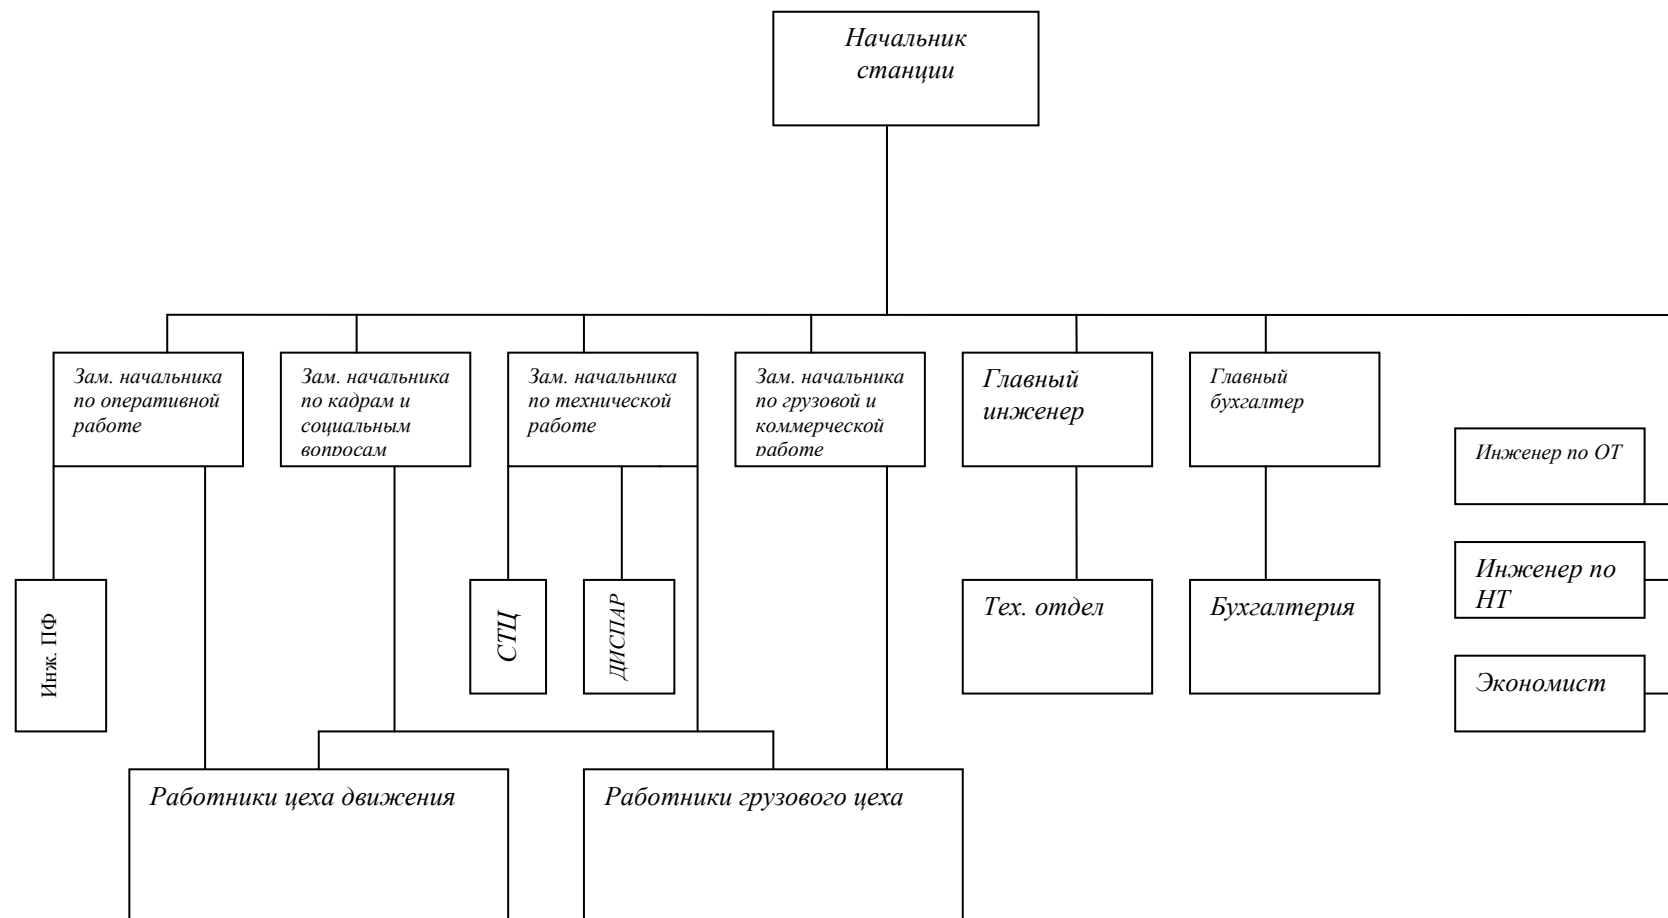 Начальник
станции
Зам. начальника
по оперативной
работе
Зам. начальника
по кадрам и
социальным
вопросам
Зам. начальника
по технической
работе
Зам. начальника
по грузовой и
коммерческой
работе
Главный
инженер
Главный
бухгалтер
Инженер по ОТ
Инженер по
НТ
Экономист
Инж. ПФ
СТЦ
ДИСПАР
Тех. отдел
Бухгалтерия
Работники цеха движения
Работники грузового цеха